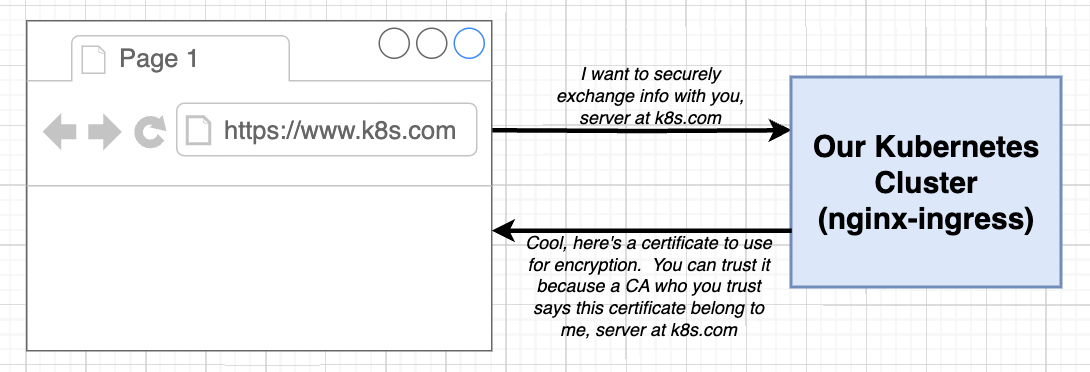 Page 1
https://www.k8s.com
I want to securely
exchange info with you,
server at k8s.com
Our Kubernetes
Cluster
(nginx-ingress)
Cool, here's a certificate to use
for encryption.  You can trust it
because a CA who you trust
says this certificate belong to
me, server at k8s.com